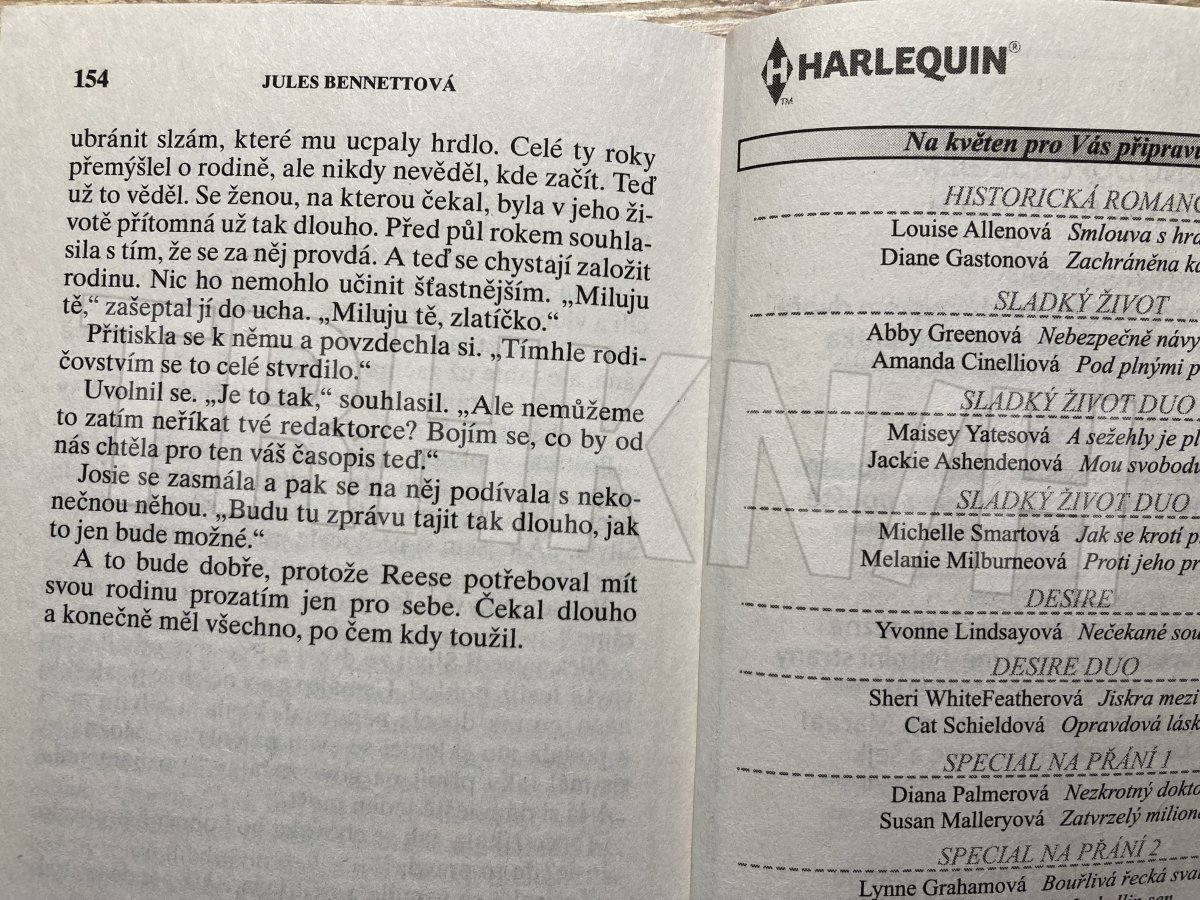 154
JULES BENNETTOVÁ
ubránit slzám, které mu ucpaly hrdlo. Celé ty roky
přemýšlel o rodině, ale nikdy nevěděl, kde začít. Teď
už to věděl. Se ženou, na kterou čekal, byla v jeho ži-
votě přítomná už tak dlouho. Před půl rokem souhla-
sila s tím, že se za něj provdá. A teď se chystají založit
rodinu. Nic ho nemohlo učinit šťastnějším. „Miluju
tě,“ zašeptal jí do ucha. „Miluju tě, zlatíčko.“
Přitiskla se k němu a povzdechla si. „Tímhle rodi-
čovstvím se to celé stvrdilo.“
Uvolnil se. „Je to tak,“ souhlasil. „Ale nemůžeme
to zatím neříkat tvé redaktorce? Bojím se, co by od
nás chtěla pro ten váš časopis teď.“
Josie se zasmála a pak se na něj podívala s neko-
nečnou něhou. „Budu tu zprávu tajit tak dlouho, jak
to jen bude možné.“
A to bude dobře, protože Reese potřeboval mít
svou rodinu prozatím jen pro sebe. Čekal dlouho
a konečně měl všechno, po čem kdy toužil.
H HARLEQUIN®
TM
Na květen pro Vás připravu
HISTORICKÁ ROMANC
Louise Allenová Smlouva s hra
Diane Gastonová Zachráněna ka
SLADKÝ ŽIVOT
Abby Greenová Nebezpečně návy
Amanda Cinelliová Pod plnými p
SLADKÝ ŽIVOT DUO
Maisey Yatesová A sežehly je pl
Jackie Ashendenová Mou svobodu
SLADKÝ ŽIVOT DUO
Michelle Smartová Jak se krotí p
Melanie Milburneová Proti jeho pr
DESIRE
Yvonne Lindsayová Nečekané sou
DESIRE DUO
Sheri WhiteFeatherová Jiskra mezi
Cat Schieldová Opravdová lásk
SPECIAL NA PŘÁNÍ 1
Diana Palmerová Nezkrotný dokto
Susan Malleryová Zatvrzelý milioná
SPECIAL NA PŘÁNÍ 2
Lynne Grahamová Bouřlivá řecká sva